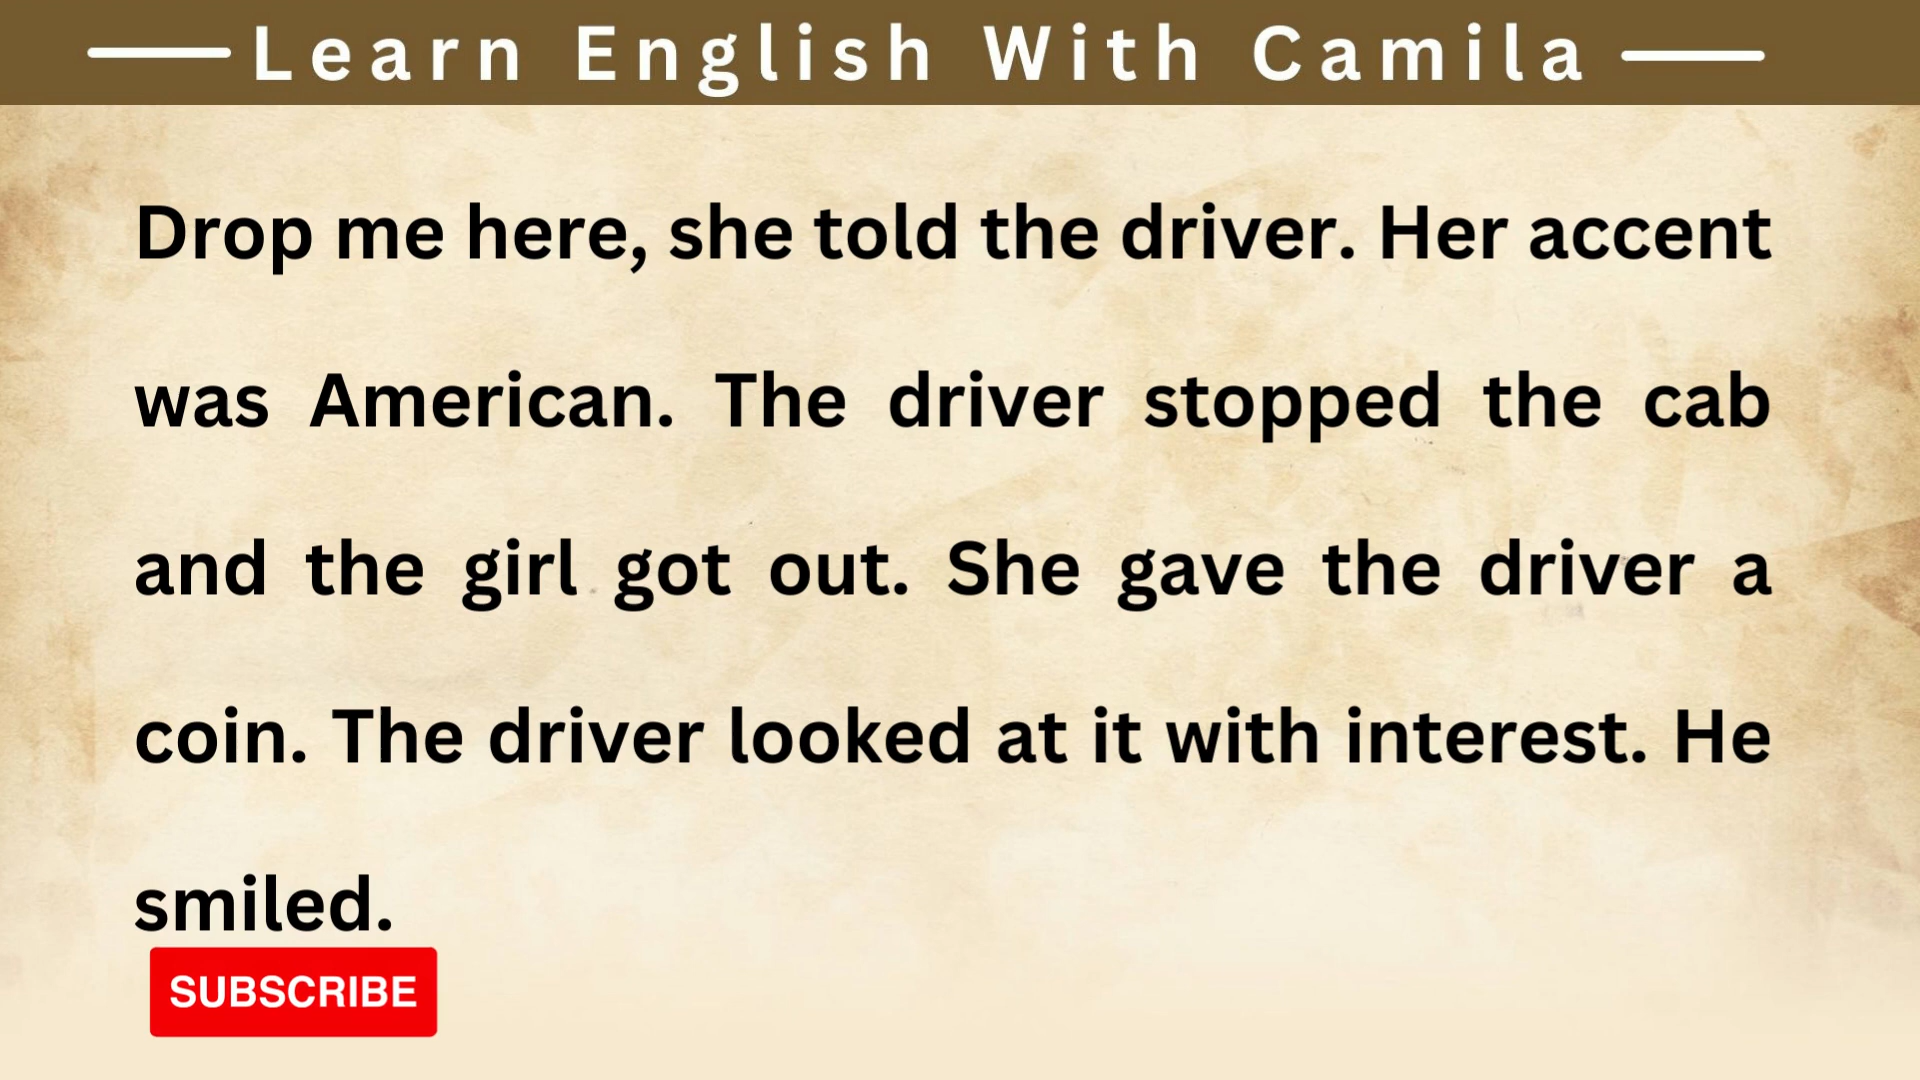 Learn English With Camila
Drop me here, she told the driver. Her accent
was American. The driver stopped the cab
and the girl got out. She gave the driver a
coin. The driver looked at it with interest. He
smiled.
SUBSCRIBE